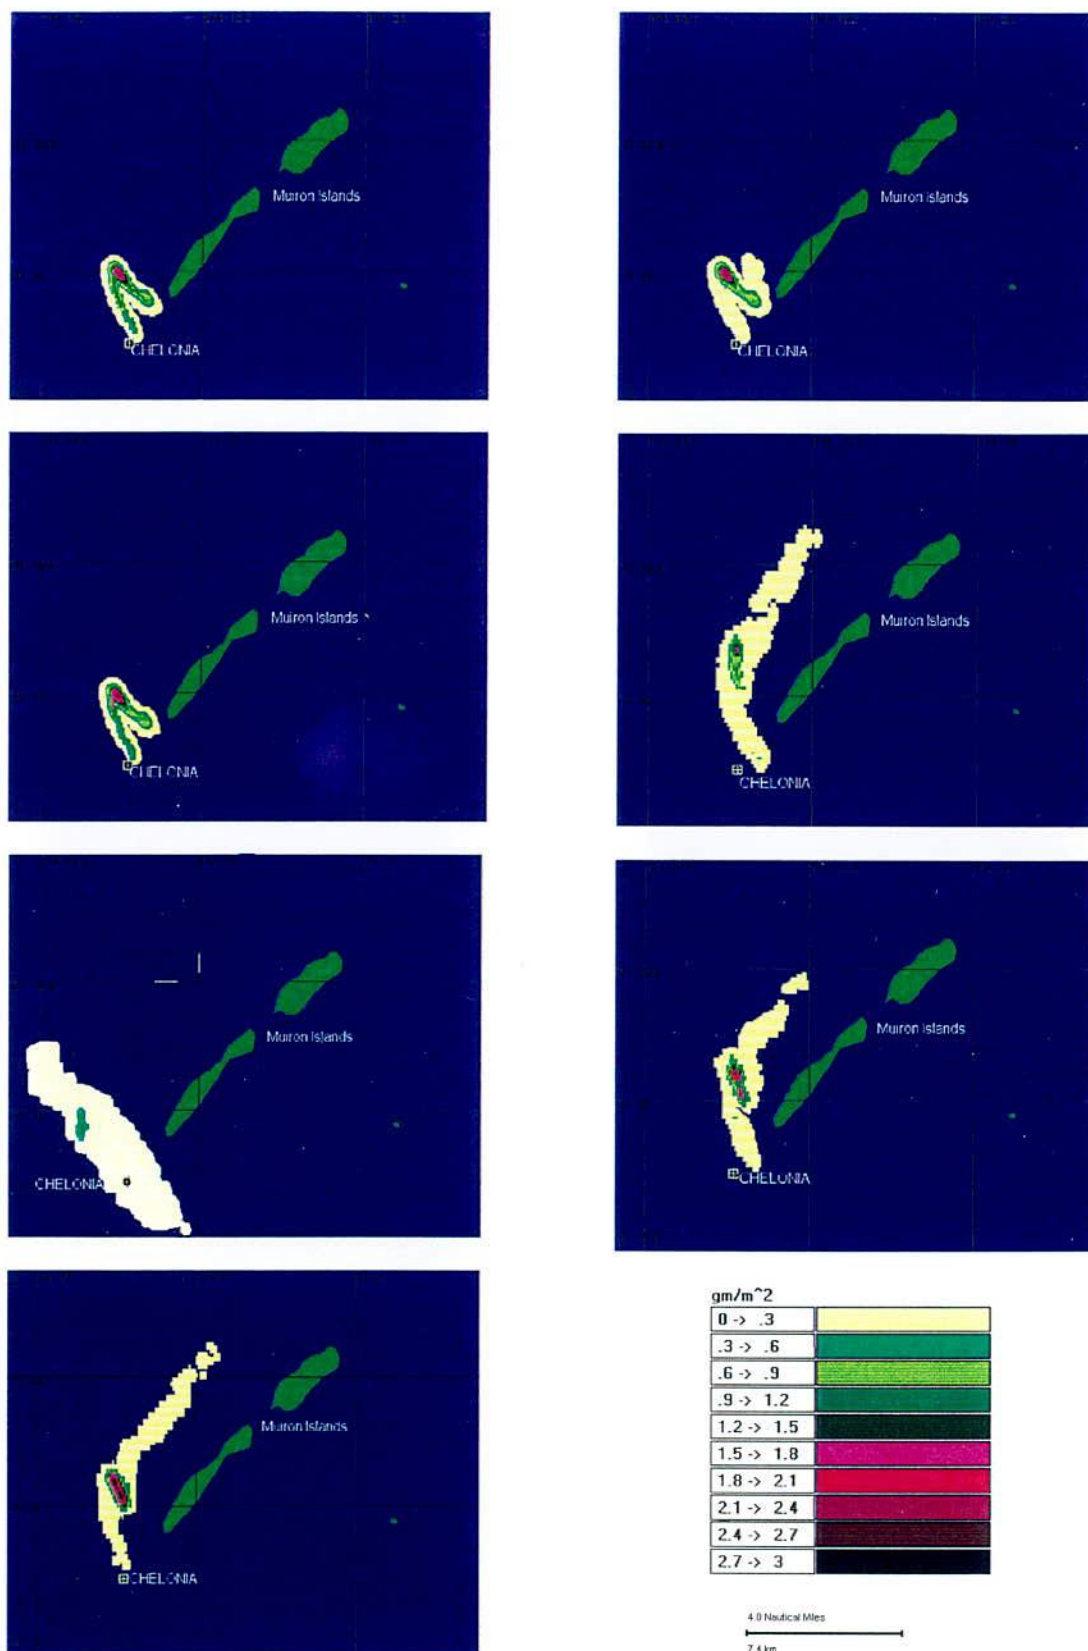 Muiron Islands
CHELONIA
Muiron Islands
CHELONIA
Muiron Islands
CHELONIA
Muiron Islands
CHELONIA
Muiron Islands
CHELONIA
Muiron Islands
CHELONIA
Muiron Islands
CHELONIA
gm/m^2
0 -> .3
.3 -> .6
.6 -> .9
.9 -> 1.2
1.2 -> 1.5
1.5 -> 1.8
1.8 -> 2.1
2.1 -> 2.4
2.4 -> 2.7
2.7 -> 3
4.0 Nautical Miles
7.4 km